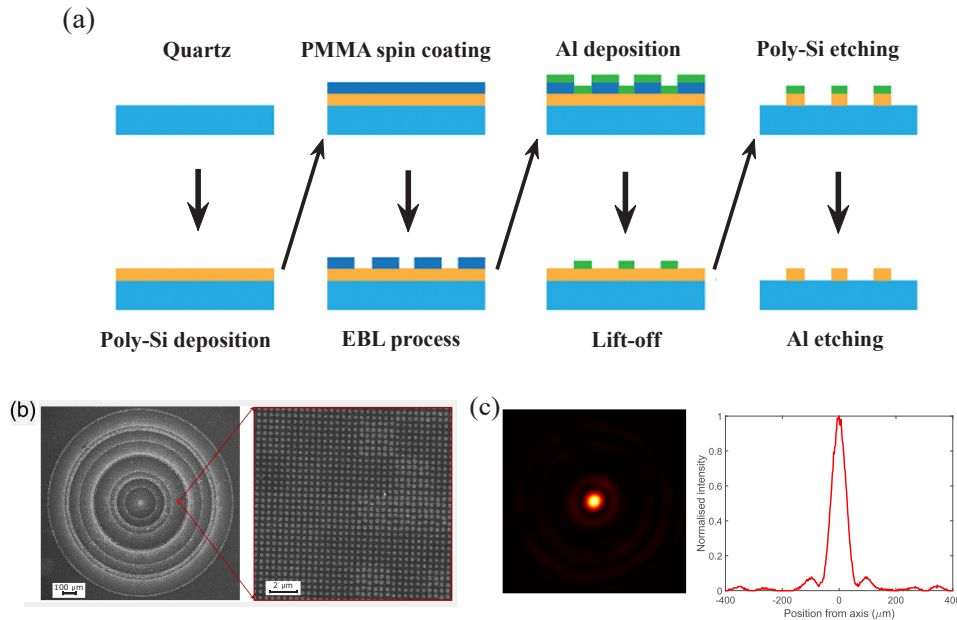 (a)
Quartz
PMMA spin coating
Al deposition
Poly-Si etching
Poly-Si deposition
EBL process
Lift-off
Al etching
(b)
100 μm
2 μm
(c)
Normalised intensity
1
0.8
0.6
0.4
0.2
0
-400
-200
0
200
400
Position from axis (μm)